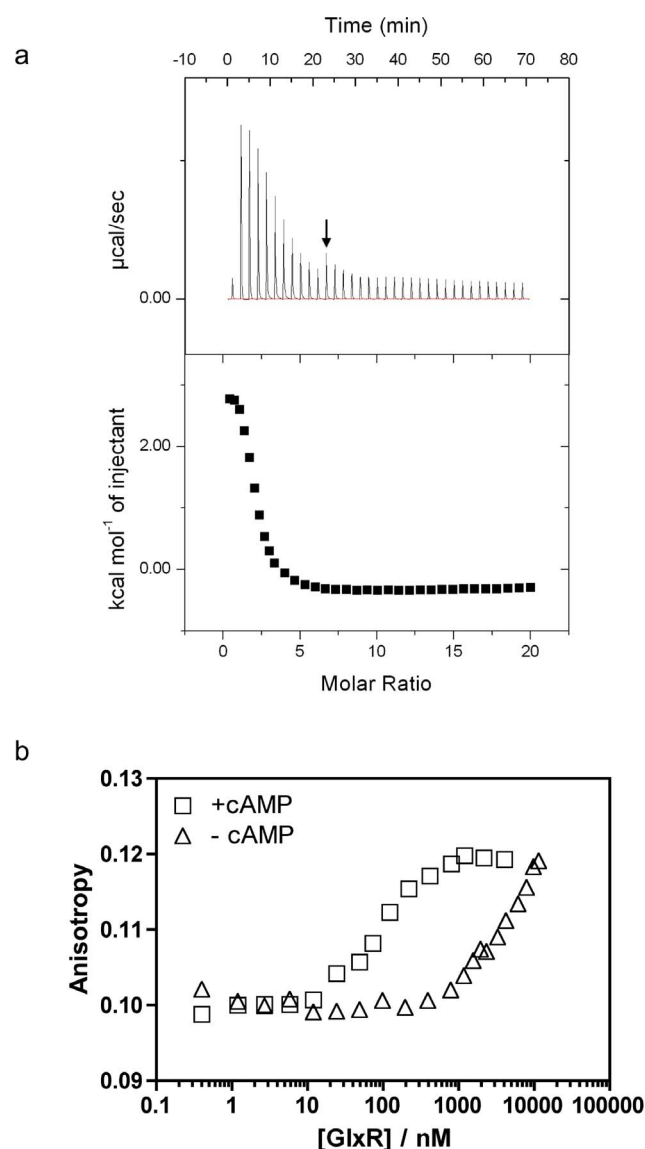 a
Time (min)
-10 0 10 20 30 40 50 60 70 80
µcal/sec
0.00
kcal mol⁻¹ of injectant
2.00
0.00
0 5 10 15 20
Molar Ratio
b
Anisotropy
0.13
0.12
0.11
0.10
0.09
+cAMP
- cAMP
0.1 1 10 100 1000 10000 100000
[GlxR] / nM